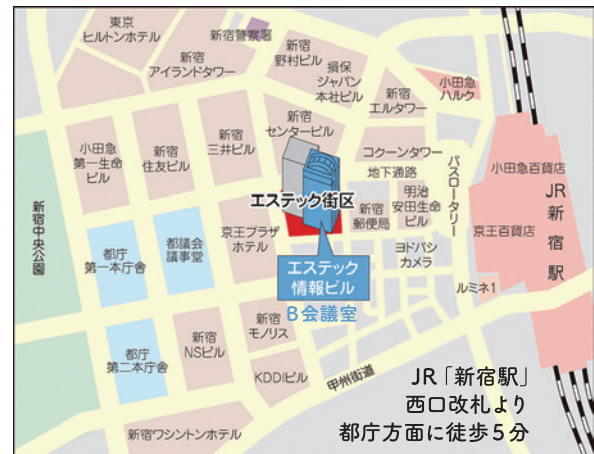 東京
ヒルトンホテル
新宿警察署
新宿
アイランドタワー
新宿
野村ビル
損保
ジャパン
本社ビル
新宿
エルタワー
小田急
ハルク
小田急
第一生命
ビル
新宿
住友ビル
新宿
三井ビル
新宿
センタービル
コクーンタワー
地下通路
バスロータリー
小田急百貨店
JR新宿駅
エステック街区
新宿
郵便局
明治
安田生命
ビル
京王百貨店
新宿中央公園
都庁
第一本庁舎
都議会
議事堂
京王プラザ
ホテル
ヨドバシ
カメラ
エステック
情報ビル
B会議室
ルミネ1
都庁
第二本庁舎
新宿
NSビル
新宿
モノリス
KDDIビル
甲州街道
新宿ワシントンホテル
JR「新宿駅」
西口改札より
都庁方面に徒歩5分